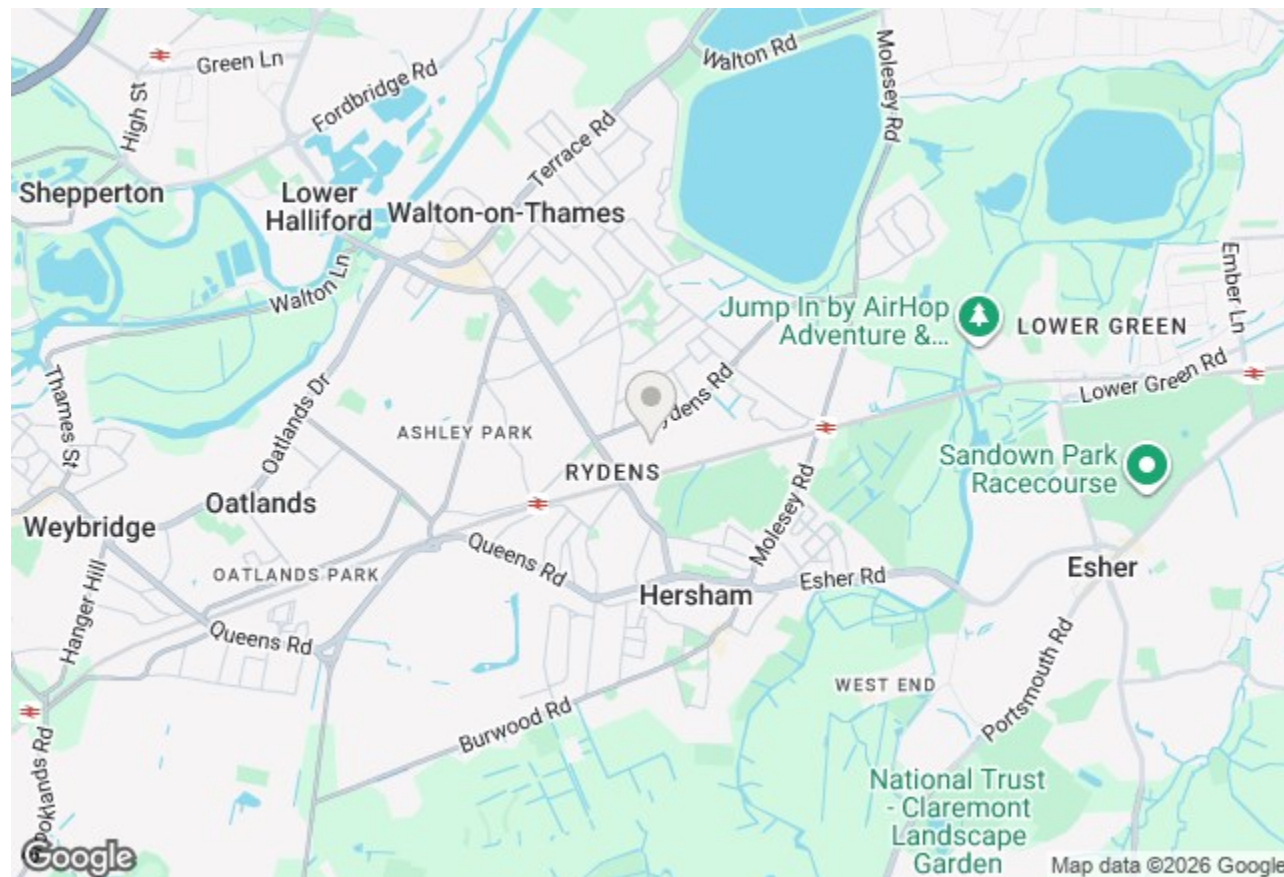 Green Ln
High St
Fordbridge Rd
Walton Rd
Molesey Rd
Terrace Rd
Shepperton
Lower
Halliford
Walton-on-Thames
Walton Ln
Ember Ln
Jump In by AirHop
Adventure &...
LOWER GREEN
Thames St
Oatlands Dr
Lower Green Rd
ydens Rd
ASHLEY PARK
RYDENS
Sandown Park
Racecourse
Oatlands
Weybridge
Molesey Rd
Queens Rd
OATLANDS PARK
Esher Rd
Esher
Hersham
Hanger Hill
Queens Rd
Portsmouth Rd
WEST END
Burwood Rd
ooklands Rd
National Trust
- Claremont
Landscape
Garden
Google
Map data ©2026 Google